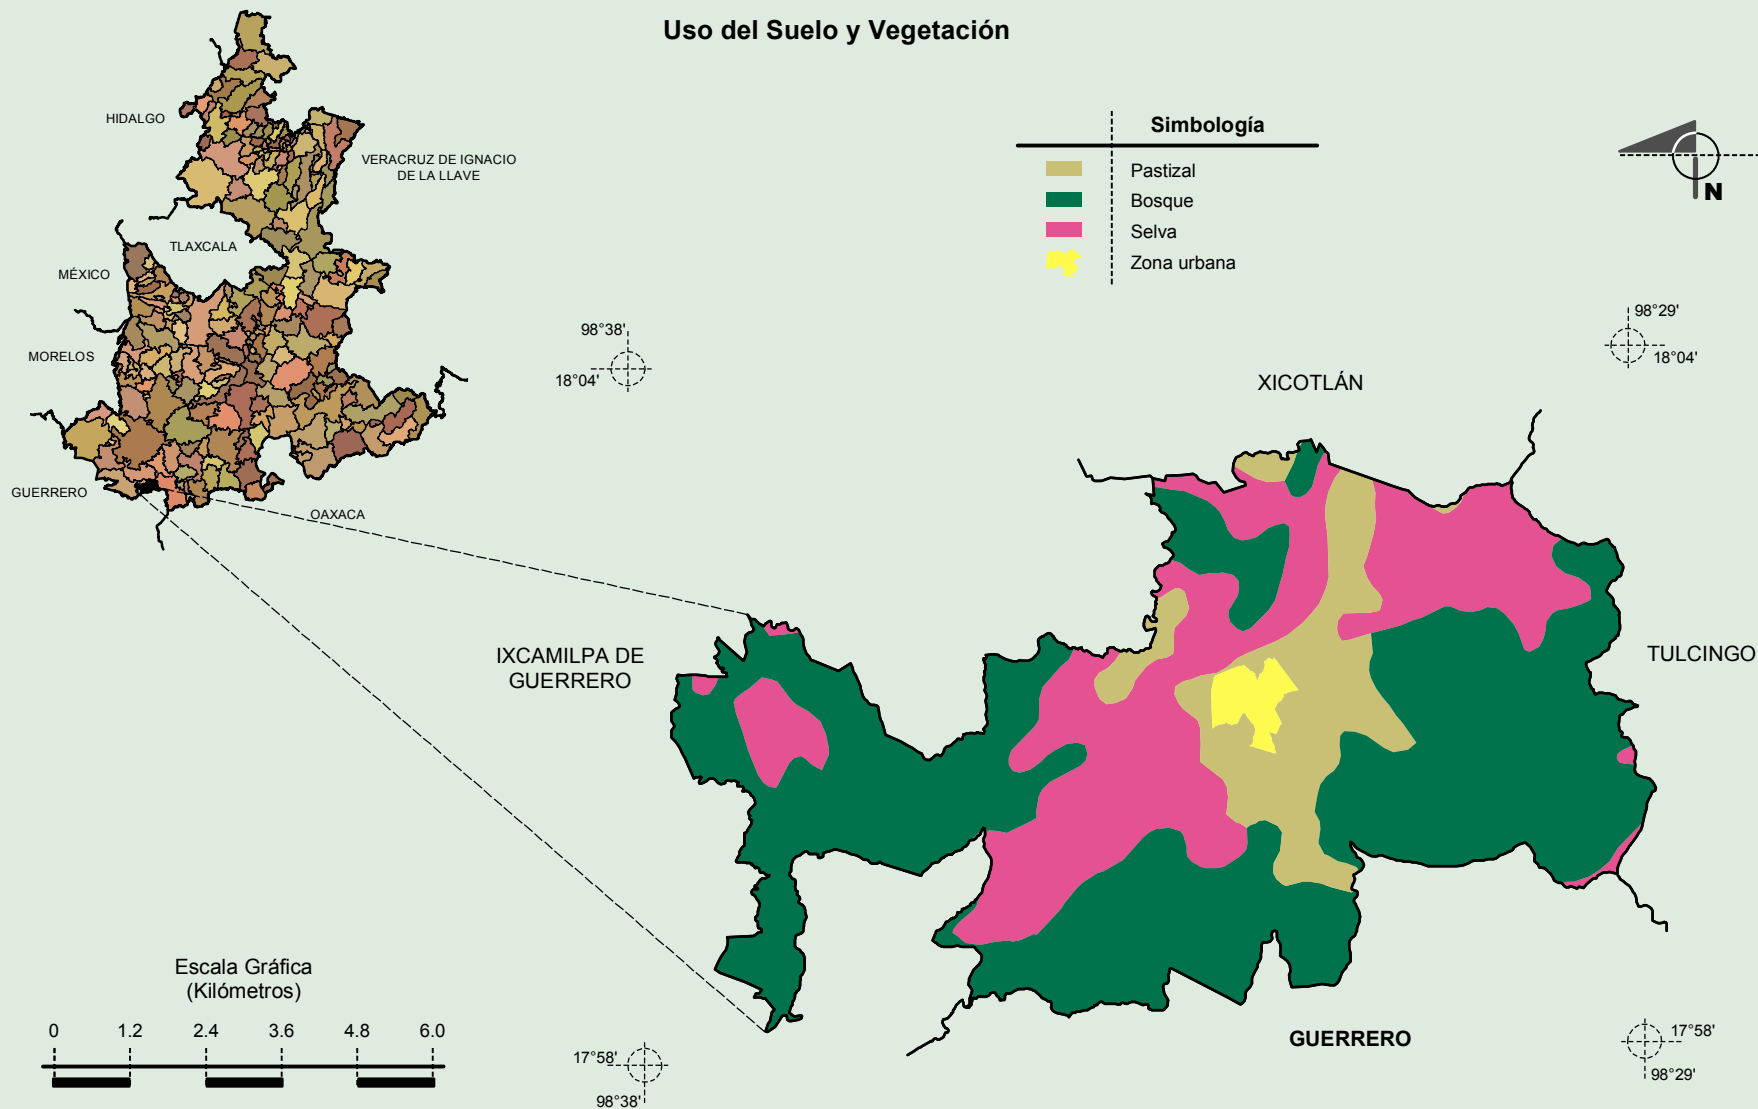 Uso del Suelo y Vegetación
HIDALGO
VERACRUZ DE IGNACIO
DE LA LLAVE
TLAXCALA
MÉXICO
MORELOS
GUERRERO
OAXACA
Simbología
Pastizal
Bosque
Selva
Zona urbana
N
98°38'
18°04'
98°29'
18°04'
XICOTLÁN
IXCAMILPA DE
GUERRERO
TULCINGO
GUERRERO
Escala Gráfica
(Kilómetros)
0 1.2 2.4 3.6 4.8 6.0
17°58'
98°38'
17°58'
98°29'